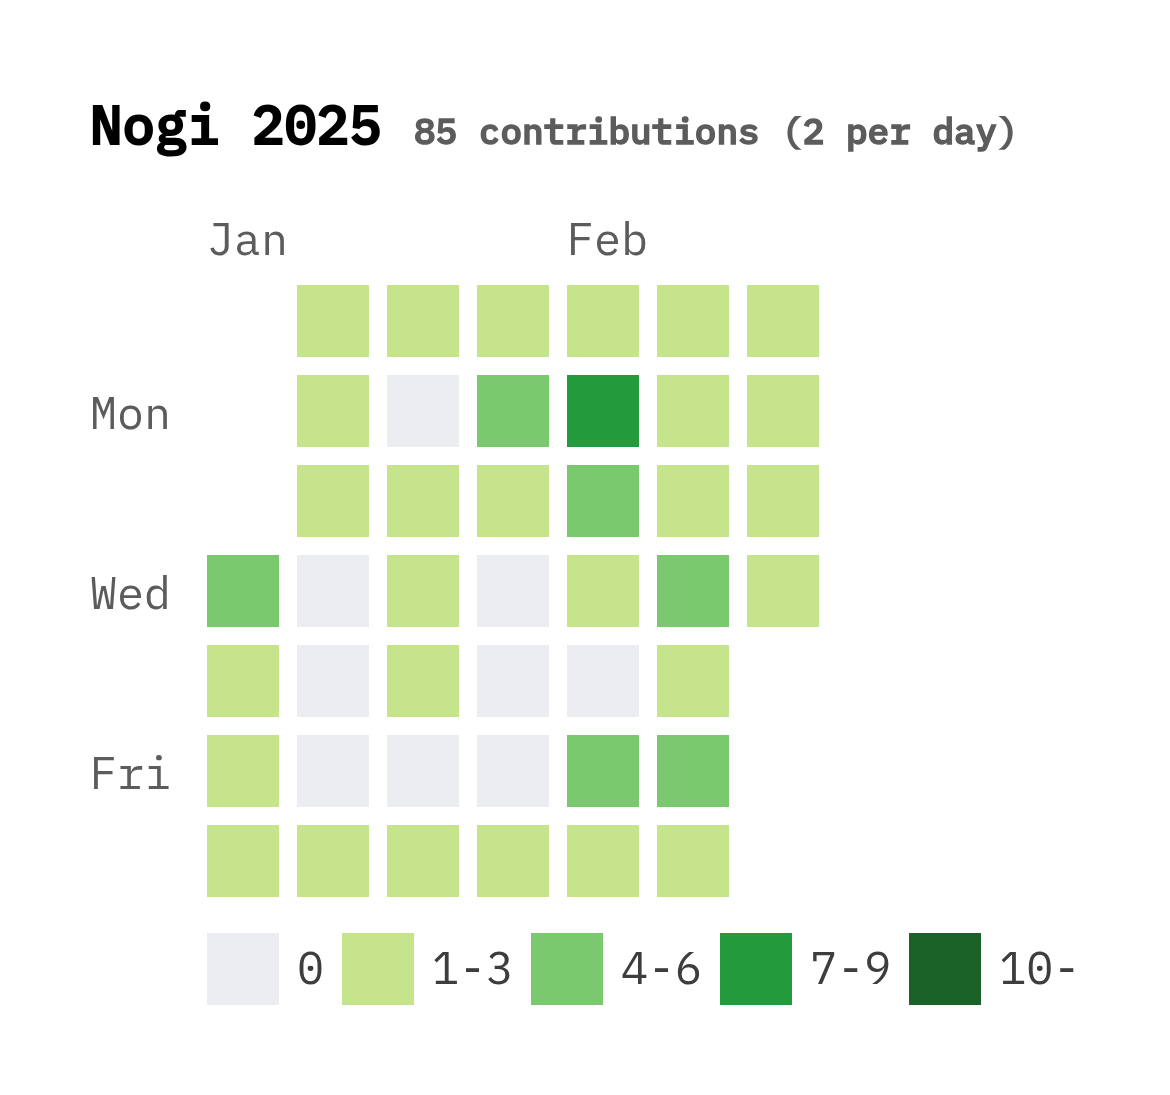 Nogi 2025 85 contributions (2 per day)
Jan Feb
Mon
Wed
Fri
0 1-3 4-6 7-9 10-